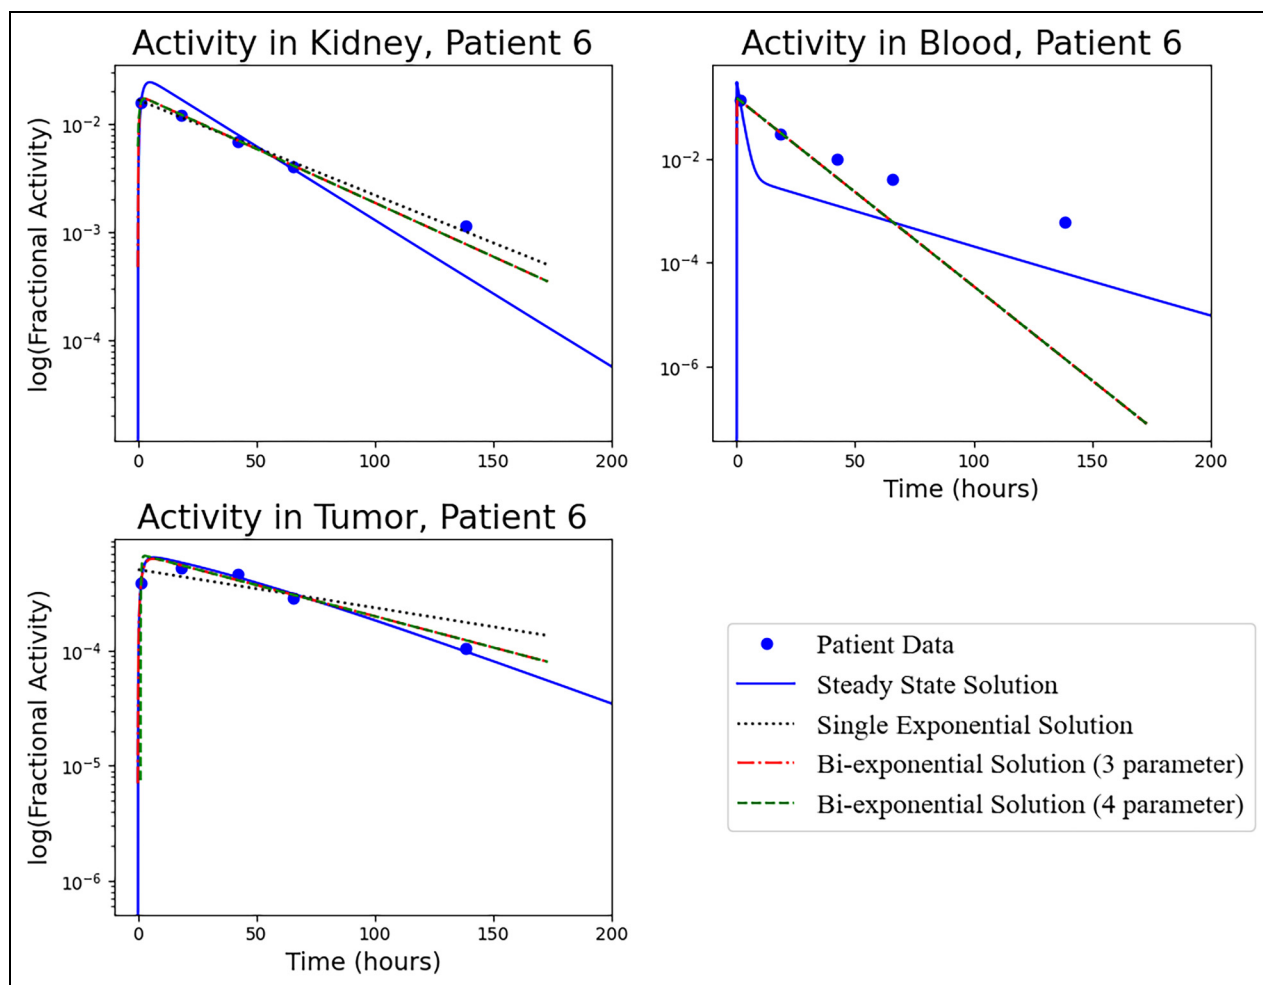 Activity in Kidney, Patient 6
log(Fractional Activity)
10⁻²
10⁻³
10⁻⁴
0 50 100 150 200
Activity in Blood, Patient 6
10⁻²
10⁻⁴
10⁻⁶
0 50 100 150 200
Time (hours)
Activity in Tumor, Patient 6
log(Fractional Activity)
10⁻⁴
10⁻⁵
10⁻⁶
0 50 100 150 200
Time (hours)
Patient Data
Steady State Solution
Single Exponential Solution
Bi-exponential Solution (3 parameter)
Bi-exponential Solution (4 parameter)